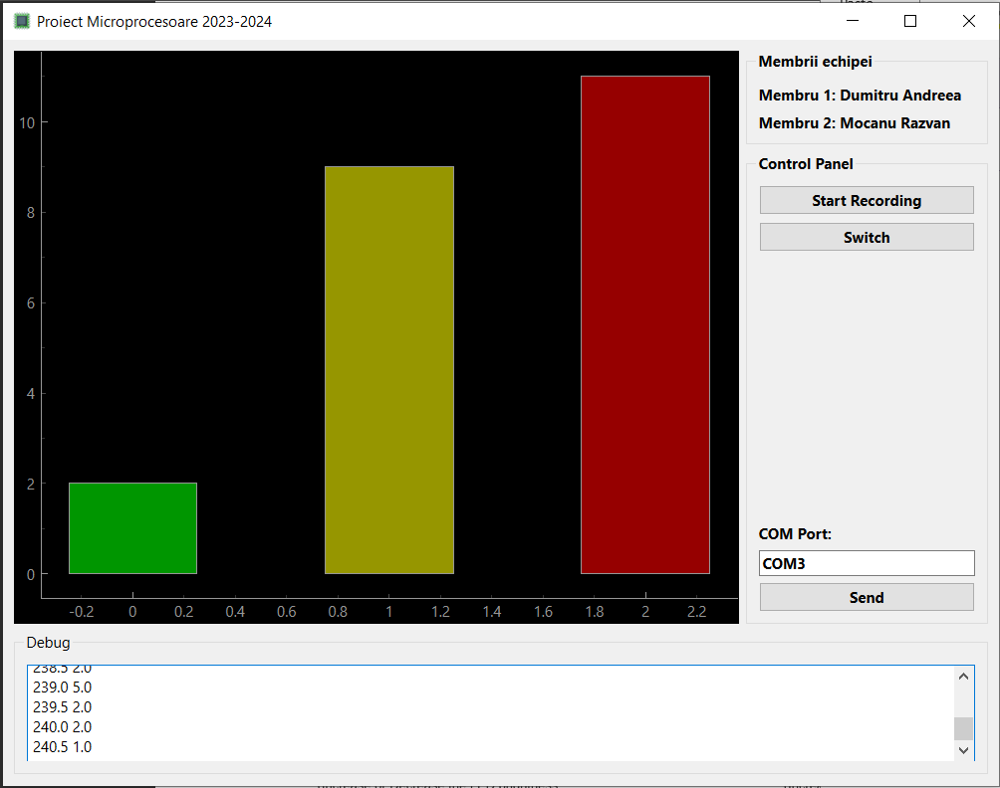 Proiect Microprocesoare 2023-2024
10
8
6
4
2
0
-0.2 0 0.2 0.4 0.6 0.8 1 1.2 1.4 1.6 1.8 2 2.2
Membrii echipei
Membru 1: Dumitru Andreea
Membru 2: Mocanu Razvan
Control Panel
Start Recording
Switch
COM Port:
COM3
Send
Debug
238.5 2.0
239.0 5.0
239.5 2.0
240.0 2.0
240.5 1.0